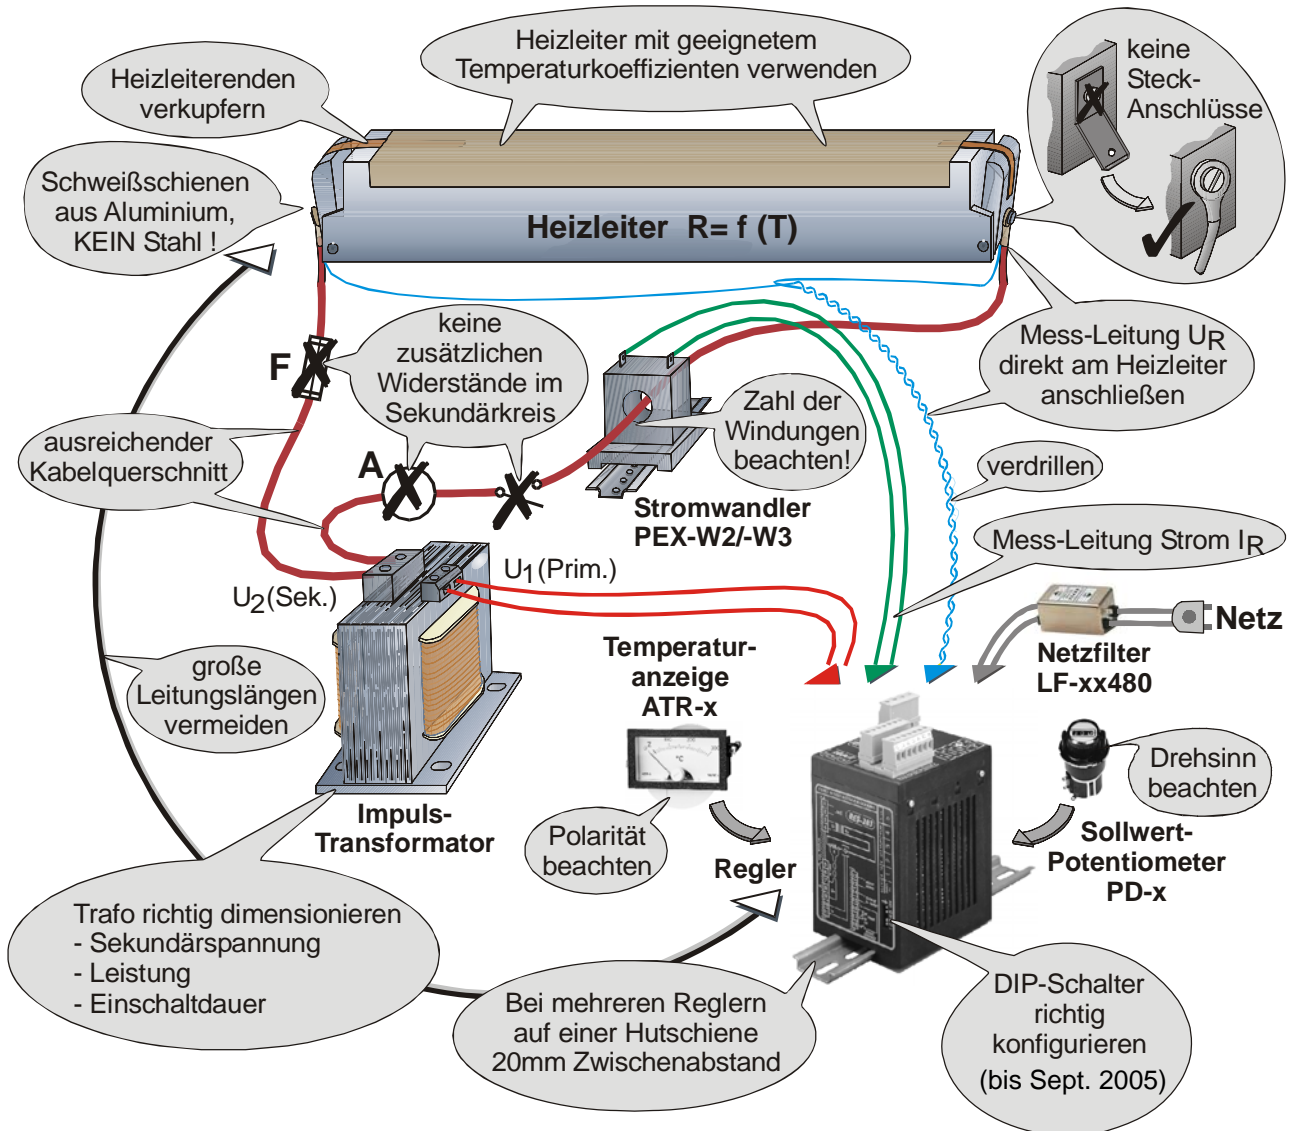 Heizleiter mit geeignetem
Temperaturkoeffizienten verwenden
Heizleiterenden
verkupfern
keine
Steck-
Anschlüsse
Schweißschienen
aus Aluminium,
KEIN Stahl !
Heizleiter R= f (T)
keine
zusätzlichen
Widerstände im
Sekundärkreis
F
Mess-Leitung UR
direkt am Heizleiter
anschließen
Zahl der
Windungen
beachten!
ausreichender
Kabelquerschnitt
A
verdrillen
Stromwandler
PEX-W2/-W3
Mess-Leitung Strom IR
U1(Prim.)
U2(Sek.)
Netz
Netzfilter
LF-xx480
Temperatur-
anzeige
ATR-x
große
Leitungslängen
vermeiden
°C
Drehsinn
beachten
Impuls-
Transformator
Polarität
beachten
Regler
Sollwert-
Potentiometer
PD-x
Trafo richtig dimensionieren
- Sekundärspannung
- Leistung
- Einschaltdauer
Bei mehreren Reglern
auf einer Hutschiene
20mm Zwischenabstand
DIP-Schalter
richtig
konfigurieren
(bis Sept. 2005)